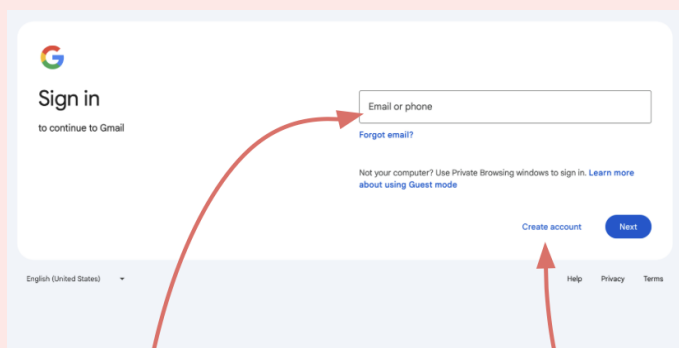 Sign in
to continue to Gmail
Email or phone
Forgot email?
Not your computer? Use Private Browsing windows to sign in. Learn more
about using Guest mode
Create account
Next
English (United States)
Help
Privacy
Terms